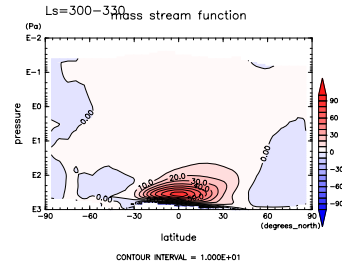 Ls=300-330
mass stream function
(Pa)
E-2
E-1
E0
E1
E2
E3
pressure
0.00
0.00
0.00
0
10.0
20.0
30.0
-90 -60 -30 0 30 60 90
(degrees_north)
latitude
90
60
30
0
-30
-60
-90
CONTOUR INTERVAL = 1.000E+01